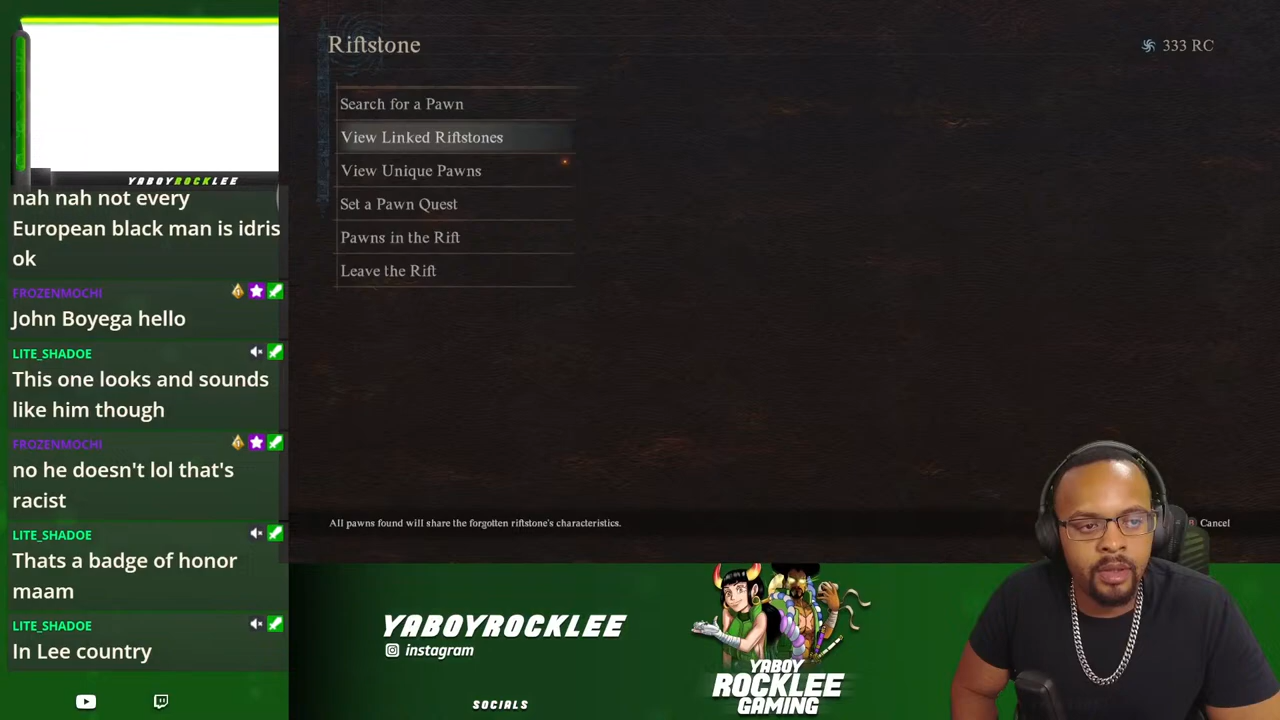 Riftstone
333 RC
Search for a Pawn
View Linked Riftstones
View Unique Pawns
Set a Pawn Quest
Pawns in the Rift
Leave the Rift
All pawns found will share the forgotten riftstone's characteristics.
Cancel
YABOYROCKLEE
nah nah not every
European black man is idris
ok
FROZENMOCHI
John Boyega hello
LITE_SHADOE
This one looks and sounds
like him though
FROZENMOCHI
no he doesn't lol that's
racist
LITE_SHADOE
Thats a badge of honor
maam
LITE_SHADOE
In Lee country
YABOYROCKLEE
instagram
SOCIALS
YABOY
ROCKLEE
GAMING